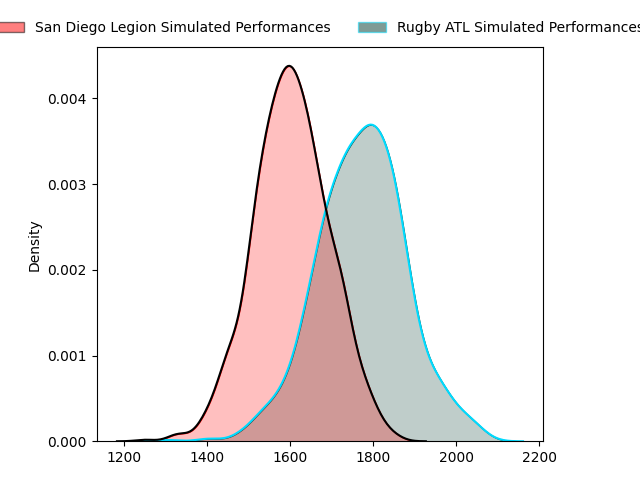 San Diego Legion Simulated Performances Rugby ATL Simulated Performances
0.004
0.003
0.002
0.001
0.000
Density
1200 1400 1600 1800 2000 2200